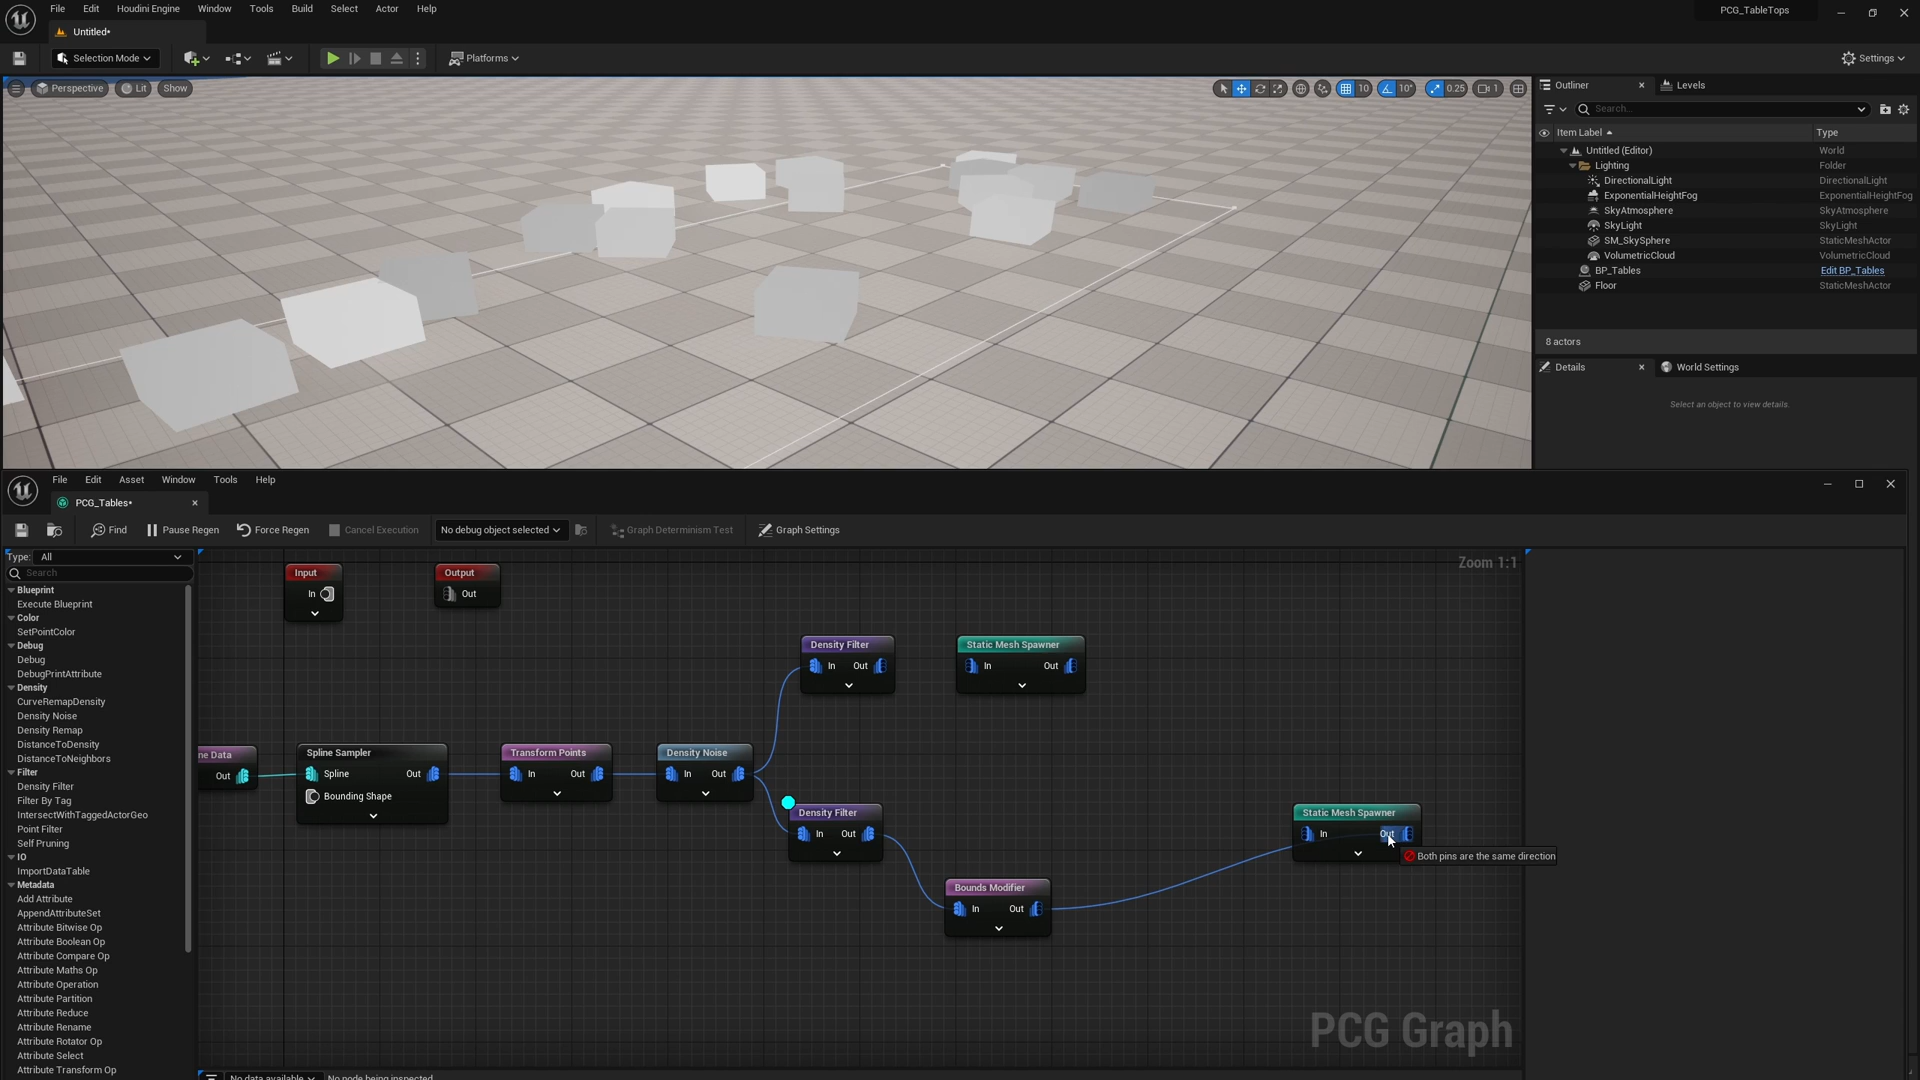 File Edit Houdini Engine Window Tools Build Select Actor Help
PCG_TableTops
Untitled*
Selection Mode
Platforms
Settings
Perspective Lit Show
10 10° 0.25 1
Outliner
Levels
Search...
Item Label Type
Untitled (Editor) World
Lighting Folder
DirectionalLight DirectionalLight
ExponentialHeightFog ExponentialHeightFog
SkyAtmosphere SkyAtmosphere
SkyLight SkyLight
SM_SkySphere StaticMeshActor
VolumetricCloud VolumetricCloud
BP_Tables Edit BP_Tables
Floor StaticMeshActor
8 actors
Details
World Settings
Select an object to view details.
File Edit Asset Window Tools Help
PCG_Tables*
Find Pause Regen Force Regen Cancel Execution No debug object selected Graph Determinism Test Graph Settings
Type: All
Search
Blueprint
Execute Blueprint
Color
SetPointColor
Debug
Debug
DebugPrintAttribute
Density
CurveRemapDensity
Density Noise
Density Remap
DistanceToDensity
DistanceToNeighbors
Filter
Density Filter
Filter By Tag
IntersectWithTaggedActorGeo
Point Filter
Self Pruning
IO
ImportDataTable
Metadata
Add Attribute
AppendAttributeSet
Attribute Bitwise Op
Attribute Boolean Op
Attribute Compare Op
Attribute Maths Op
Attribute Operation
Attribute Partition
Attribute Reduce
Attribute Rename
Attribute Rotator Op
Attribute Select
Attribute Transform Op
Zoom 1:1
Input
In
Output
Out
Density Filter
In Out
Static Mesh Spawner
In Out
ne Data
Out
Spline Sampler
Spline Out
Bounding Shape
Transform Points
In Out
Density Noise
In Out
Density Filter
In Out
Static Mesh Spawner
In Out
Both pins are the same direction
Bounds Modifier
In Out
PCG Graph
No data available No node being inspected